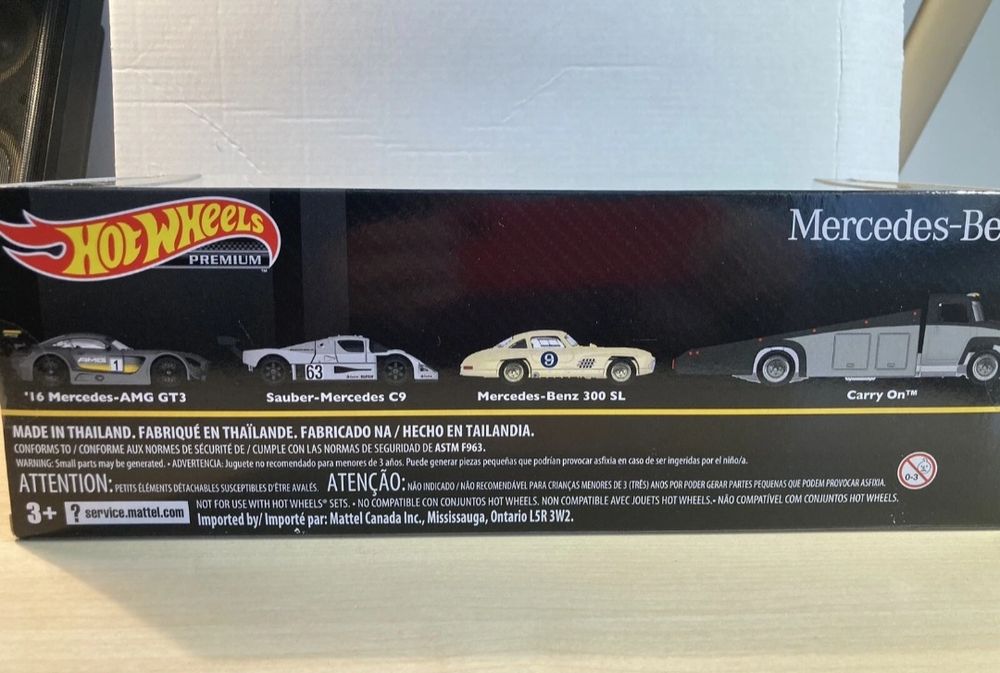 HOT WHEELS
PREMIUM™
Mercedes-Be
AMG 1
63
9
'16 Mercedes-AMG GT3
Sauber-Mercedes C9
Mercedes-Benz 300 SL
Carry On™
MADE IN THAILAND. FABRIQUÉ EN THAÏLANDE. FABRICADO NA / HECHO EN TAILANDIA.
CONFORMS TO / CONFORME AUX NORMES DE SÉCURITÉ DE / CUMPLE CON LAS NORMAS DE SEGURIDAD DE ASTM F963.
WARNING: Small parts may be generated. • ADVERTENCIA: Juguete no recomendado para menores de 3 años. Puede generar piezas pequeñas que podrían provocar asfixia en caso de ser ingeridas por el niño/a.
ATTENTION: PETITS ÉLÉMENTS DÉTACHABLES SUSCEPTIBLES D'ÊTRE AVALÉS. ATENÇÃO: NÃO INDICADO / NÃO RECOMENDÁVEL PARA CRIANÇAS MENORES DE 3 (TRÊS) ANOS POR PODER GERAR PARTES PEQUENAS QUE PODEM PROVOCAR ASFIXIA.
0-3
3+ ? service.mattel.com
NOT FOR USE WITH HOT WHEELS® SETS. • NO COMPATIBLE CON CONJUNTOS HOT WHEELS. NON COMPATIBLE AVEC JOUETS HOT WHEELS. • NÃO COMPATÍVEL COM CONJUNTOS HOT WHEELS.
Imported by/ Importé par: Mattel Canada Inc., Mississauga, Ontario L5R 3W2.